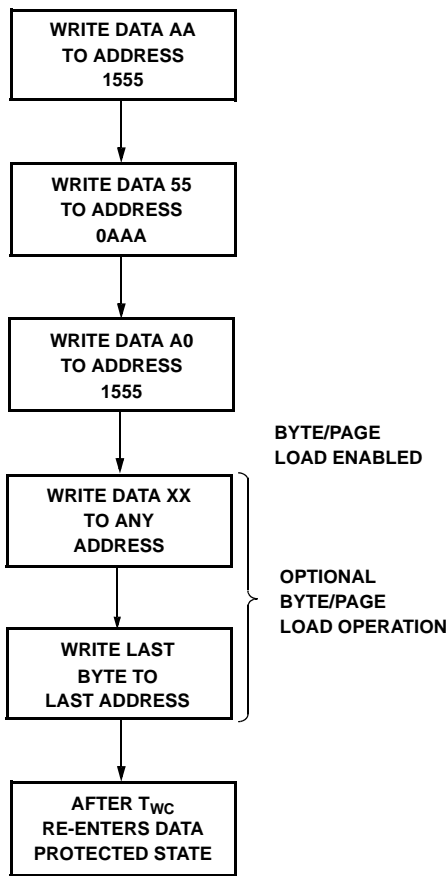 WRITE DATA AA
TO ADDRESS
1555
WRITE DATA 55
TO ADDRESS
0AAA
WRITE DATA A0
TO ADDRESS
1555
BYTE/PAGE
LOAD ENABLED
WRITE DATA XX
TO ANY
ADDRESS
OPTIONAL
BYTE/PAGE
LOAD OPERATION
WRITE LAST
BYTE TO
LAST ADDRESS
AFTER TWC
RE-ENTERS DATA
PROTECTED STATE